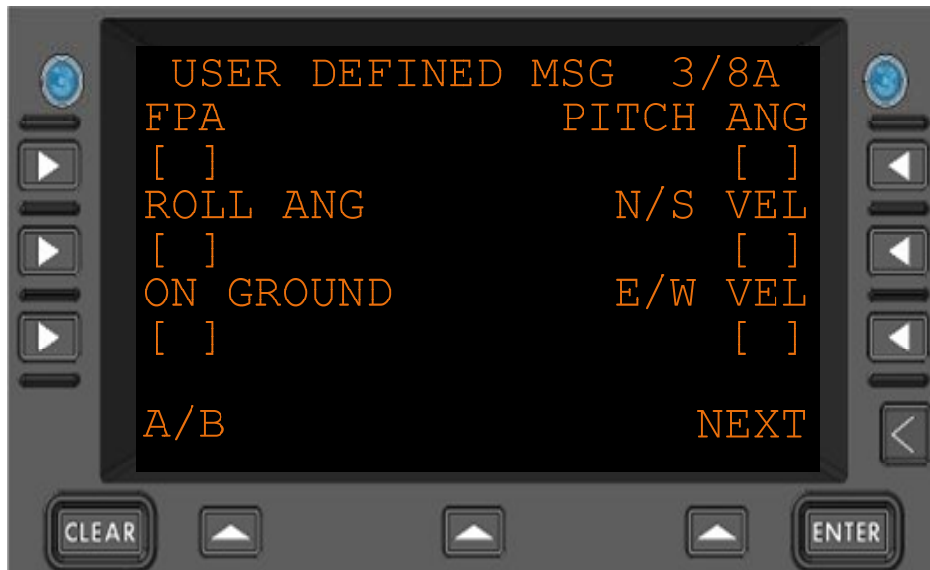 USER DEFINED MSG 3/8A
FPA PITCH ANG
[ ] [ ]
ROLL ANG N/S VEL
[ ] [ ]
ON GROUND E/W VEL
[ ] [ ]
A/B NEXT
CLEAR ENTER